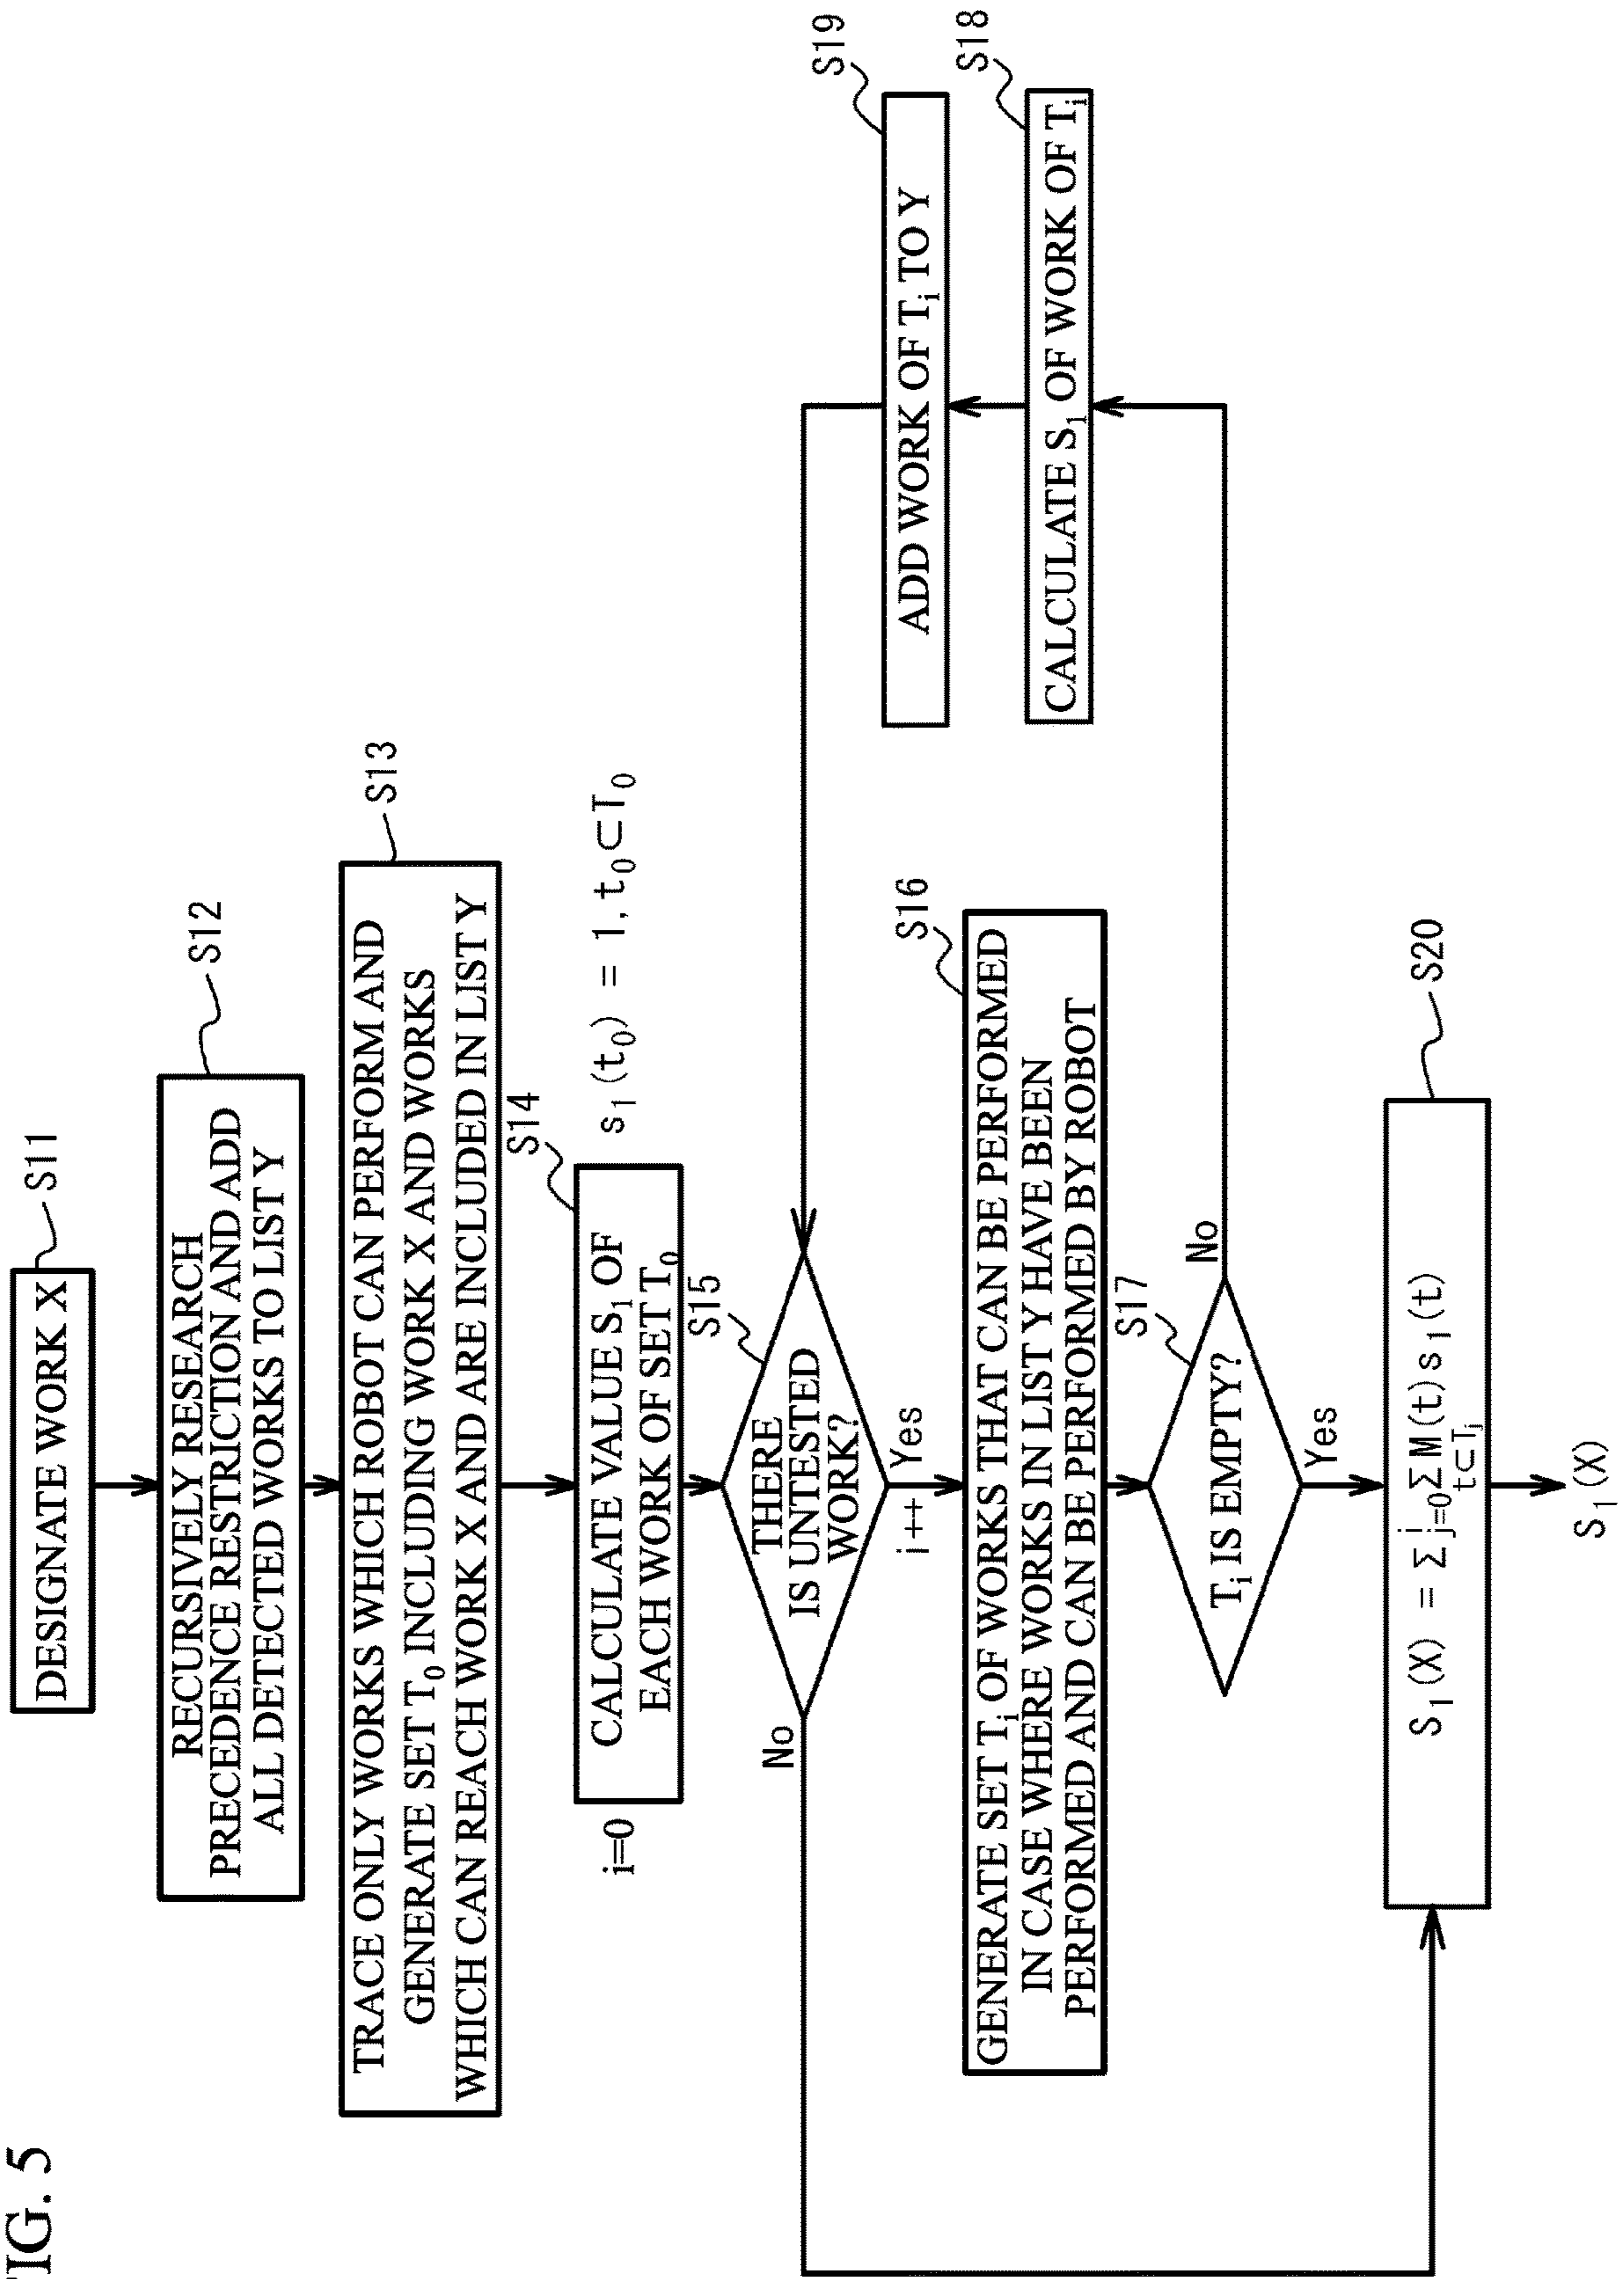 FIG. 5
DESIGNATE WORK X
S11
RECURSIVELY RESEARCH
PRECEDENCE RESTRICTION AND ADD
ALL DETECTED WORKS TO LIST Y
S12
TRACE ONLY WORKS WHICH ROBOT CAN PERFORM AND
GENERATE SET T₀ INCLUDING WORK X AND WORKS
WHICH CAN REACH WORK X AND ARE INCLUDED IN LIST Y
S13
i=0
CALCULATE VALUE S₁ OF
EACH WORK OF SET T₀
S14
s₁(t₀) = 1, t₀⊂T₀
THERE
IS UNTESTED
WORK?
S15
No
Yes
i++
GENERATE SET Tᵢ OF WORKS THAT CAN BE PERFORMED
IN CASE WHERE WORKS IN LIST Y HAVE BEEN
PERFORMED AND CAN BE PERFORMED BY ROBOT
S16
Tᵢ IS EMPTY?
S17
No
Yes
CALCULATE S₁ OF WORK OF Tᵢ
S18
ADD WORK OF Tᵢ TO Y
S19
S₁(X) = Σⁱⱼ₌₀ Σ M(t)s₁(t)
t⊂Tⱼ
S20
S₁(X)